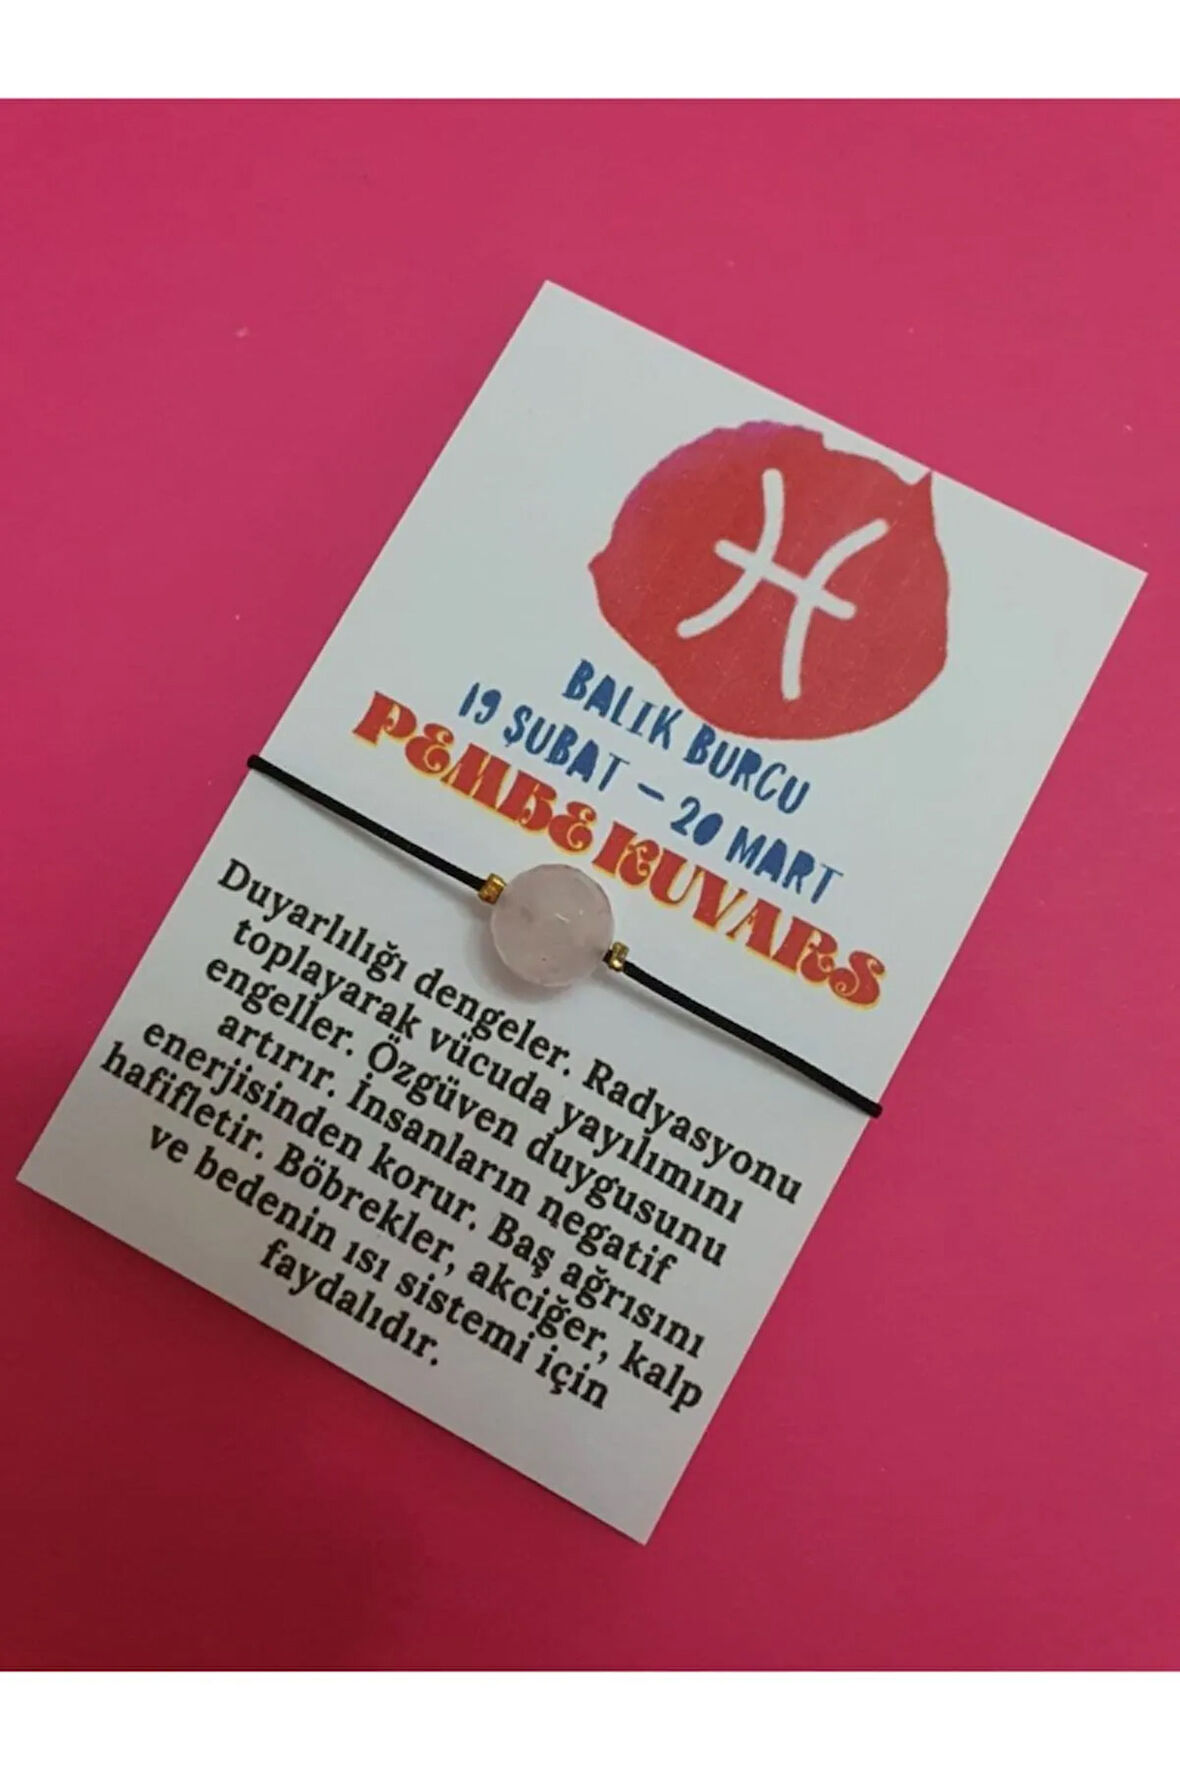 BALIK BURCU
19 ŞUBAT – 20 MART
PEMBE KUVARS
Duyarlılığı dengeler. Radyasyonu
toplayarak vücuda yayılımını
engeller. Özgüven duygusunu
artırır. İnsanların negatif
enerjisinden korur. Baş ağrısını
hafifletir. Böbrekler, akciğer, kalp
ve bedenin ısı sistemi için
faydalıdır.